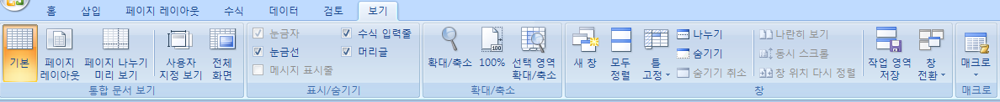 홈 삽입 페이지 레이아웃 수식 데이터 검토 보기
기본
페이지
레이아웃
페이지 나누기
미리 보기
사용자
지정 보기
전체
화면
통합 문서 보기
눈금자
눈금선
메시지 표시줄
수식 입력줄
머리글
표시/숨기기
확대/축소
100
100%
선택 영역
확대/축소
확대/축소
새 창
모두
정렬
틀
고정
나누기
숨기기
숨기기 취소
나란히 보기
동시 스크롤
창 위치 다시 정렬
작업 영역
저장
창
전환
창
매크로
매크로